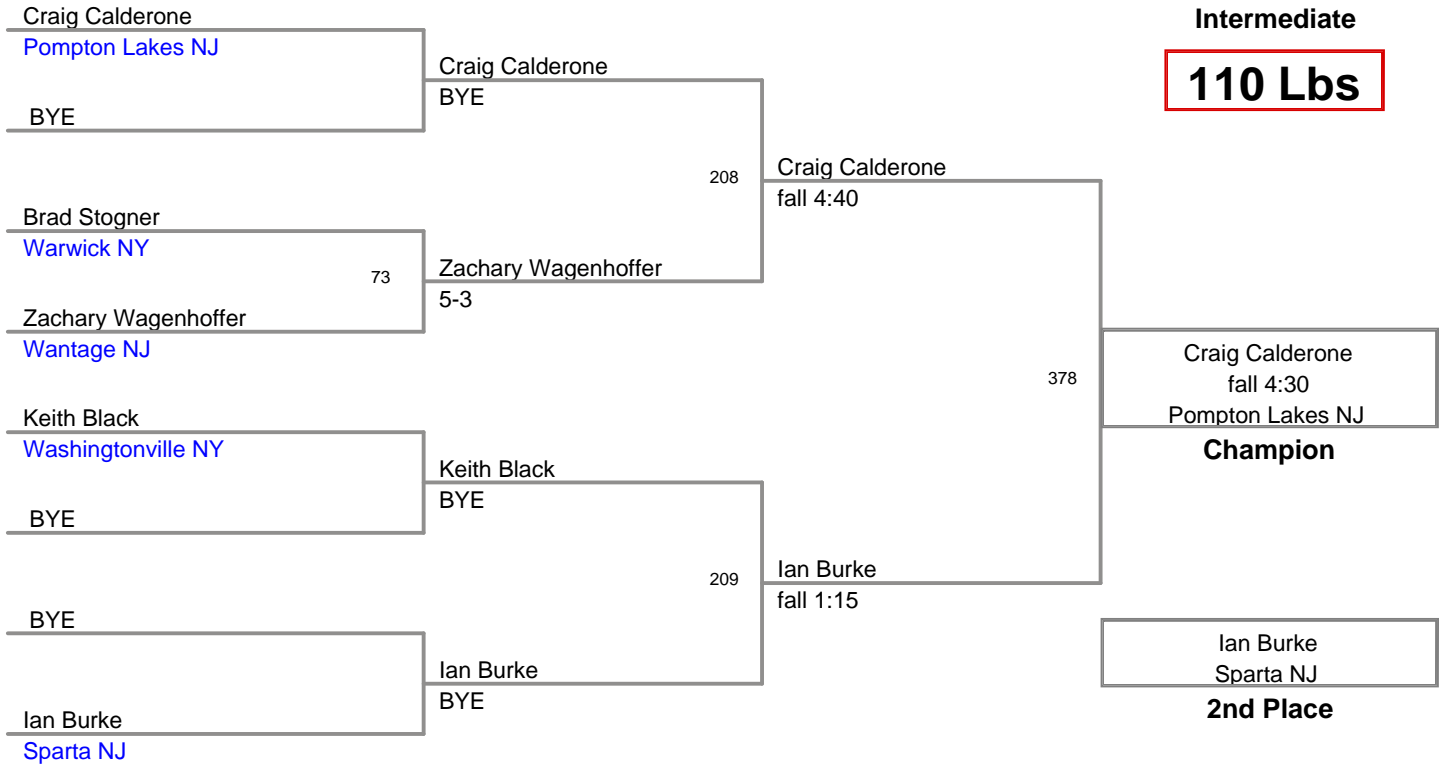 Craig Calderone
Pompton Lakes NJ
BYE
Brad Stogner
Warwick NY
73
Zachary Wagenhoffer
Wantage NJ
Keith Black
Washingtonville NY
BYE
BYE
Ian Burke
Sparta NJ
Craig Calderone
BYE
208
Zachary Wagenhoffer
5-3
Keith Black
BYE
209
Ian Burke
BYE
Craig Calderone
fall 4:40
378
Ian Burke
fall 1:15
Intermediate
110 Lbs
Craig Calderone
fall 4:30
Pompton Lakes NJ
Champion
Ian Burke
Sparta NJ
2nd Place